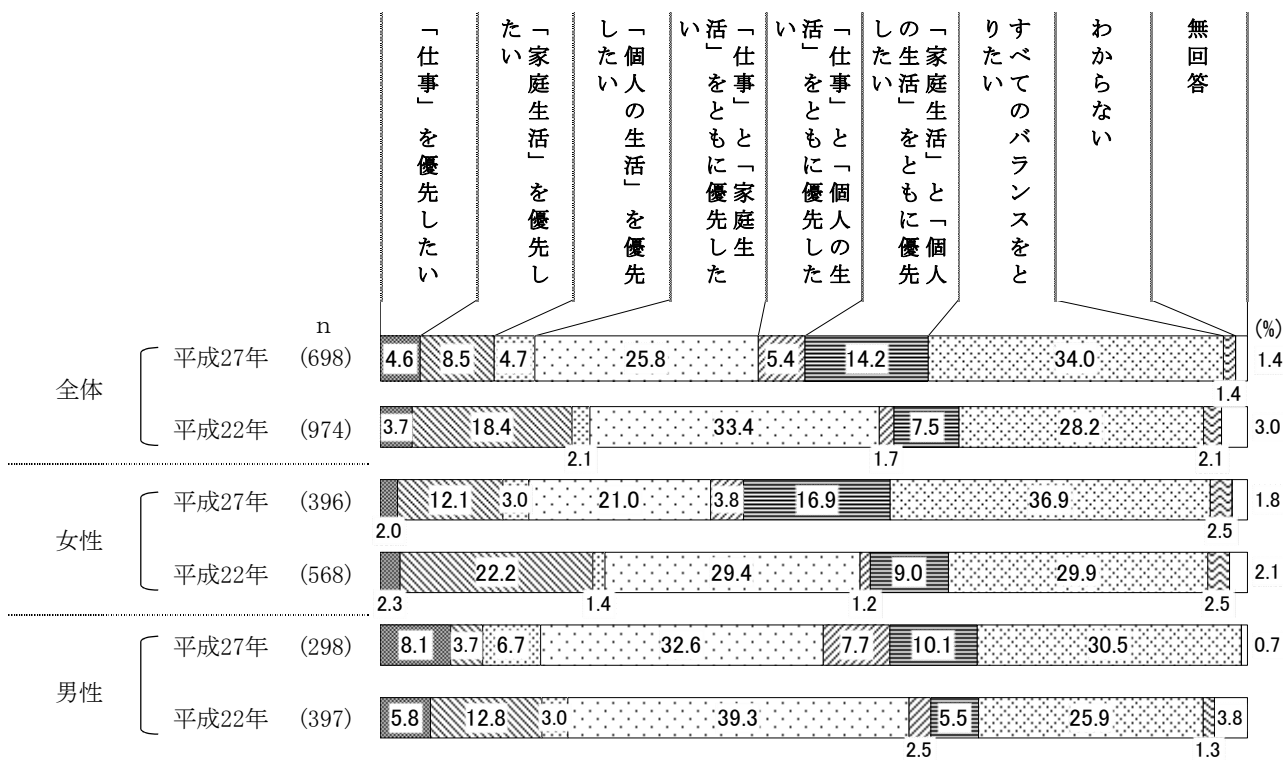 「仕事」を優先したい
「家庭生活」を優先し
たい
「個人の生活」を優先
したい
「仕事」と「家庭生
活」をともに優先した
い
「仕事」と「個人の生
活」をともに優先した
い
「家庭生活」と「個人
の生活」をともに優先
したい
すべてのバランスをと
りたい
わからない
無回答
n
(%)
全体
平成27年 (698) 4.6 8.5 4.7 25.8 5.4 14.2 34.0 1.4
1.4
平成22年 (974) 3.7 18.4 33.4 7.5 28.2 3.0
2.1 1.7 2.1
女性
平成27年 (396) 12.1 3.0 21.0 3.8 16.9 36.9 1.8
2.0 2.5
平成22年 (568) 22.2 29.4 9.0 29.9 2.1
2.3 1.4 1.2 2.5
男性
平成27年 (298) 8.1 3.7 6.7 32.6 7.7 10.1 30.5 0.7
平成22年 (397) 5.8 12.8 3.0 39.3 5.5 25.9 3.8
2.5 1.3